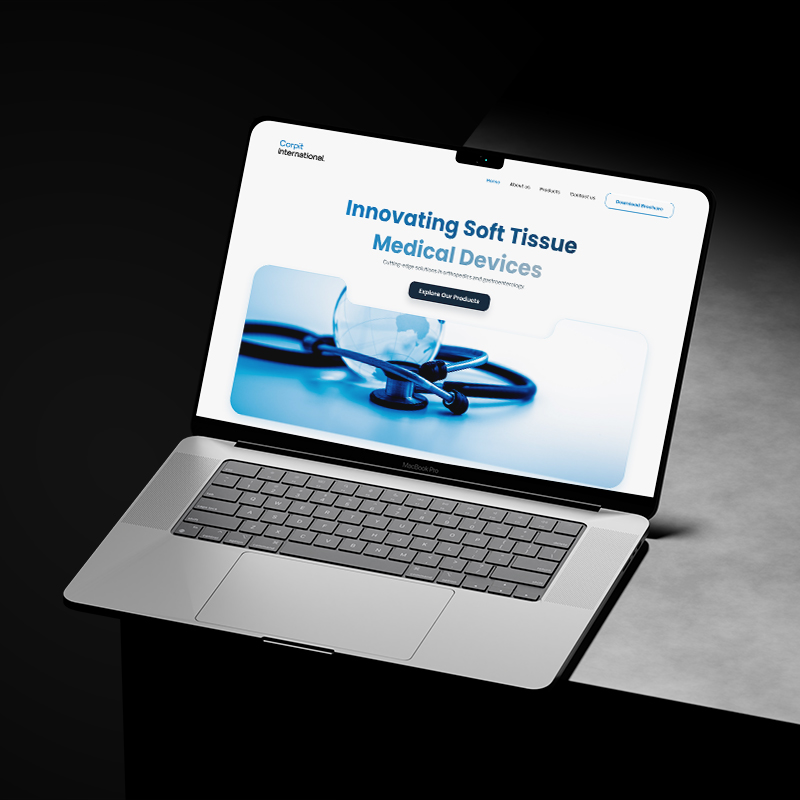 Corpit
International.
Home About us Products Contact us Download Brochure
Innovating Soft Tissue
Medical Devices
Cutting-edge solutions in orthopedics and gastroenterology.
Explore Our Products
MacBook Pro